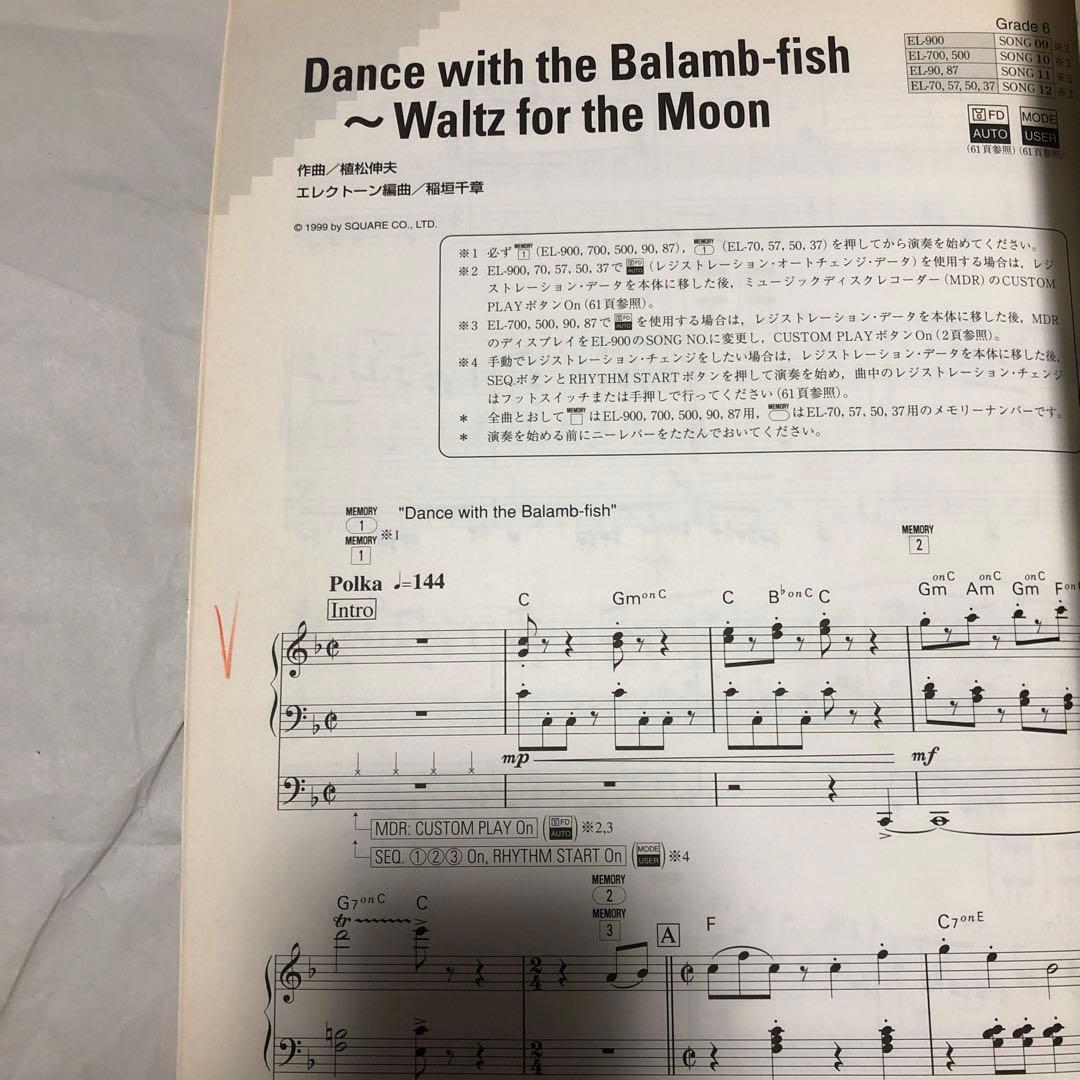 Grade 6
EL-900 SONG 09 ※2
EL-700, 500 SONG 10 ※3
EL-90, 87 SONG 11 ※3
EL-70, 57, 50, 37 SONG 12 ※2
Dance with the Balamb-fish
～Waltz for the Moon
FD MODE
AUTO USER
(61頁参照) (61頁参照)
作曲／植松伸夫
エレクトーン編曲／稲垣千章
© 1999 by SQUARE CO., LTD.
※1 必ず MEMORY 1 (EL-900, 700, 500, 90, 87), MEMORY 1 (EL-70, 57, 50, 37) を押してから演奏を始めてください。
※2 EL-900, 70, 57, 50, 37で FD AUTO (レジストレーション・オートチェンジ・データ) を使用する場合は, レジ
ストレーション・データを本体に移した後, ミュージックディスクレコーダー (MDR) のCUSTOM
PLAYボタンOn (61頁参照)。
※3 EL-700, 500, 90, 87で FD AUTO を使用する場合は, レジストレーション・データを本体に移した後, MDR
のディスプレイをEL-900のSONG NO.に変更し, CUSTOM PLAYボタンOn (2頁参照)。
※4 手動でレジストレーション・チェンジをしたい場合は, レジストレーション・データを本体に移した後,
SEQ.ボタンとRHYTHM STARTボタンを押して演奏を始め, 曲中のレジストレーション・チェンジ
はフットスイッチまたは手押しで行ってください (61頁参照)。
＊ 全曲とおして MEMORY はEL-900, 700, 500, 90, 87用, MEMORY はEL-70, 57, 50, 37用のメモリーナンバーです。
＊ 演奏を始める前にニーレバーをたたんでおいてください。
MEMORY 1 "Dance with the Balamb-fish"
MEMORY 1 ※1
MEMORY 2
Polka ♩=144
Intro
C Gm on C C B♭ on C C Gm on C Am on C Gm on C F on
mp mf
MDR: CUSTOM PLAY On (FD AUTO) ※2,3
SEQ. ①②③ On, RHYTHM START On (MODE USER) ※4
MEMORY 2
MEMORY 3
G7 on C C A F C7 on E
tr
2 4
2 4